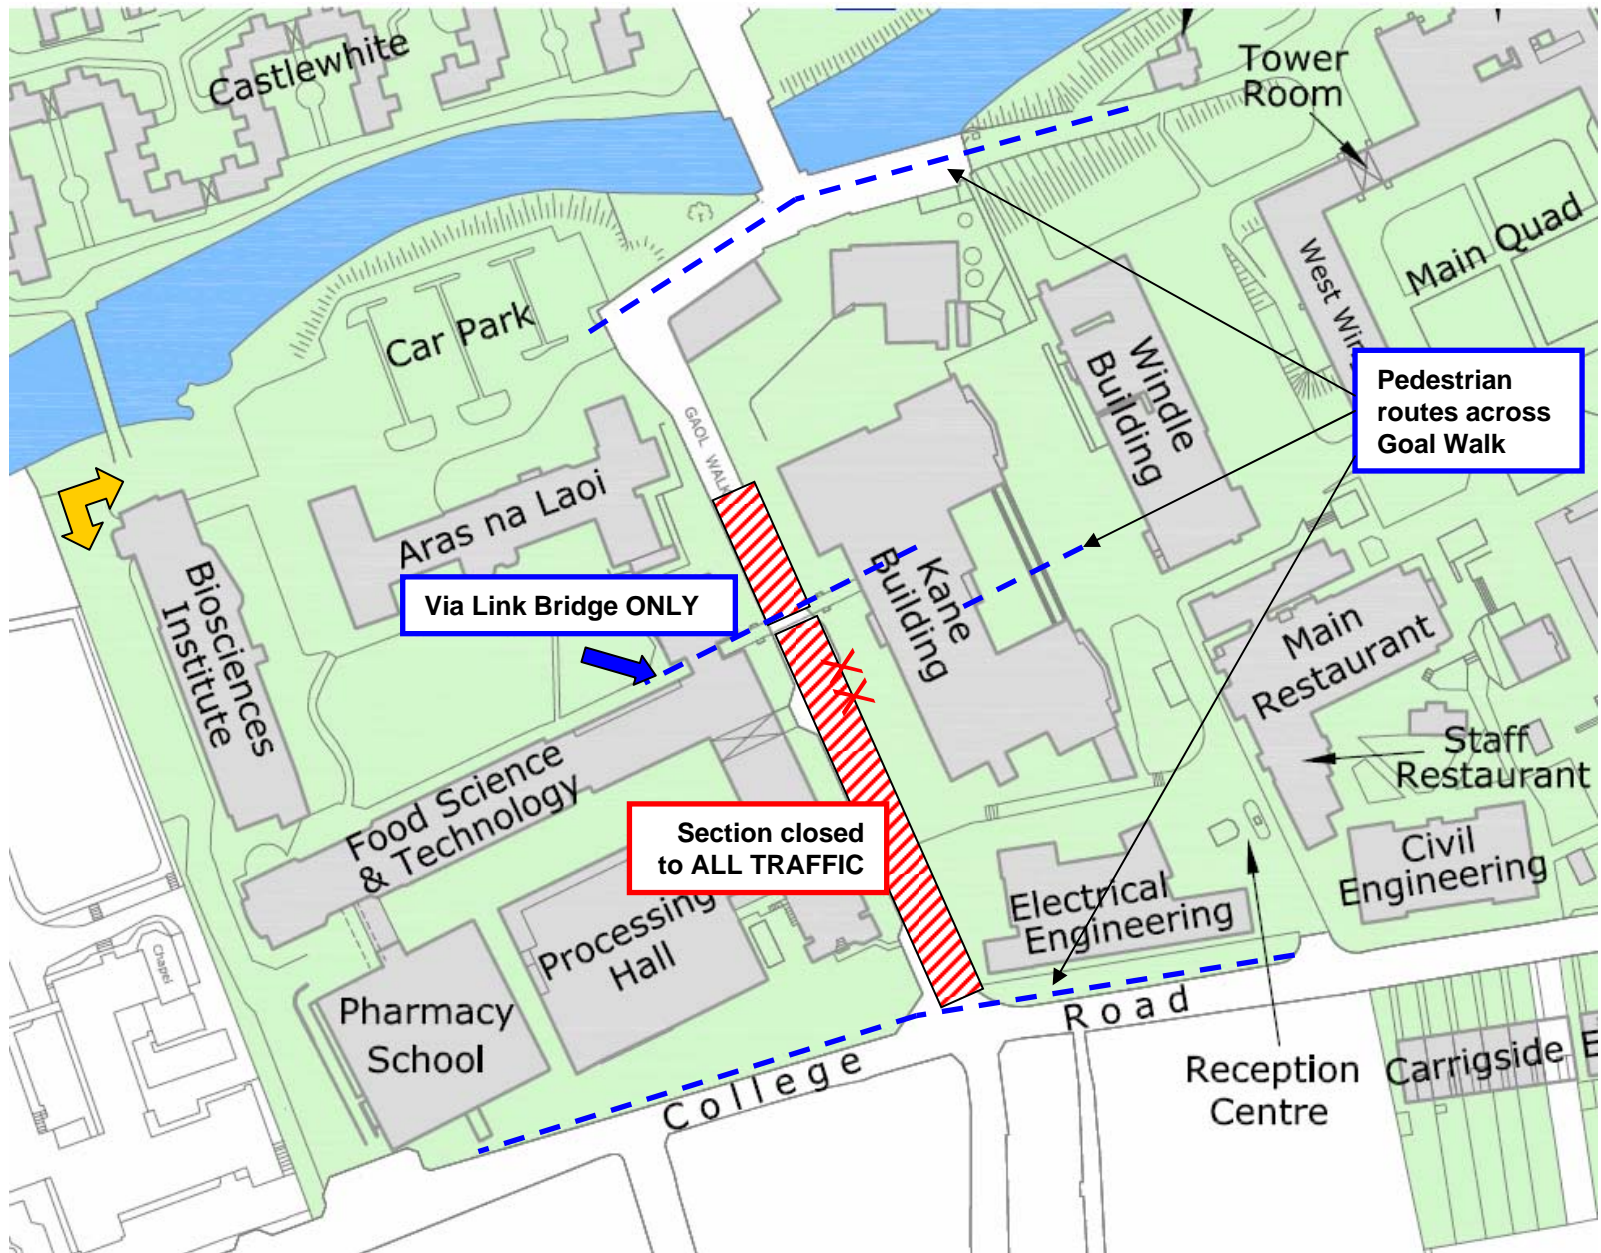 Castlewhite
Tower
Room
Main Quad
West Win
Car Park
Windle
Building
Pedestrian
routes across
Goal Walk
GAOL WALK
Aras na Laoi
Kane
Building
Via Link Bridge ONLY
Biosciences
Institute
Main
Restaurant
Staff
Restaurant
Food Science
& Technology
Section closed
to ALL TRAFFIC
Civil
Engineering
Electrical
Engineering
Processing
Hall
Chapel
Pharmacy
School
College Road
Reception
Centre
Carrigside
E